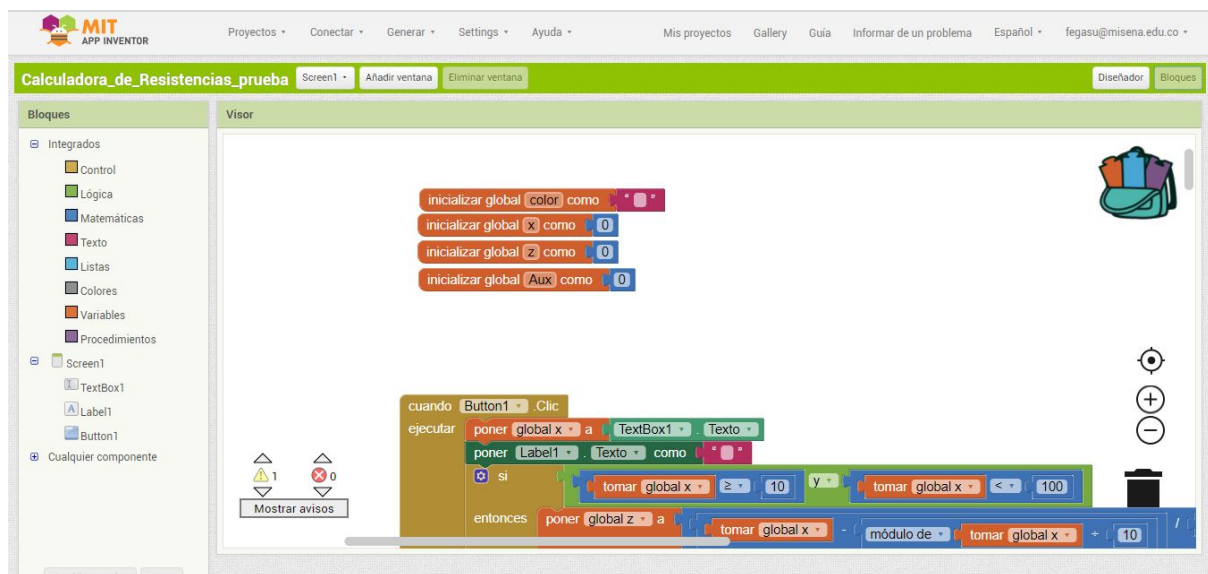 MIT
APP INVENTOR
Proyectos Conectar Generar Settings Ayuda Mis proyectos Gallery Guía Informar de un problema Español fegasu@misena.edu.co
Calculadora_de_Resistencias_prueba Screen1 Añadir ventana Eliminar ventana Diseñador Bloques
Bloques
Visor
Integrados
Control
Lógica
Matemáticas
Texto
Listas
Colores
Variables
Procedimientos
Screen1
TextBox1
Label1
Button1
Cualquier componente
inicializar global color como " "
inicializar global x como 0
inicializar global z como 0
inicializar global Aux como 0
cuando Button1 .Clic
ejecutar poner global x a TextBox1 . Texto
poner Label1 . Texto como " "
si tomar global x ≥ 10 y tomar global x < 100
entonces poner global z a tomar global x - módulo de tomar global x ÷ 10 /
1 0
Mostrar avisos